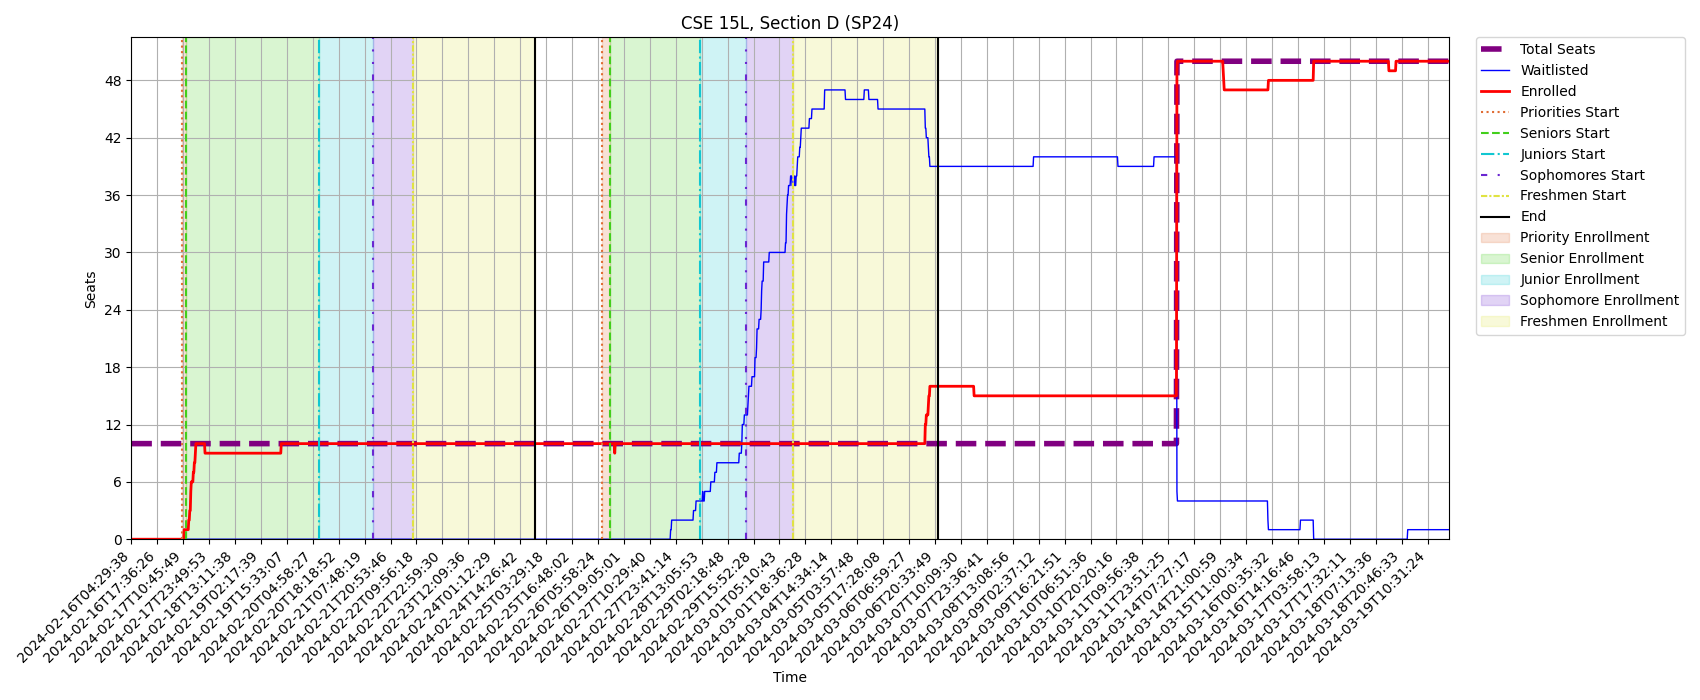 CSE 15L, Section D (SP24)
Total Seats
Waitlisted
Enrolled
Priorities Start
Seniors Start
Juniors Start
Sophomores Start
Freshmen Start
End
Priority Enrollment
Senior Enrollment
Junior Enrollment
Sophomore Enrollment
Freshmen Enrollment
Seats
48
42
36
30
24
18
12
6
0
2024-02-16T04:29:38
2024-02-16T17:36:26
2024-02-17T10:45:49
2024-02-17T23:49:53
2024-02-18T13:11:38
2024-02-19T02:17:39
2024-02-19T15:33:07
2024-02-20T04:58:27
2024-02-20T18:18:52
2024-02-21T07:48:19
2024-02-21T20:53:46
2024-02-22T09:56:18
2024-02-22T22:59:30
2024-02-23T12:09:36
2024-02-24T01:12:29
2024-02-24T14:26:42
2024-02-25T03:29:18
2024-02-25T16:48:02
2024-02-26T05:58:24
2024-02-26T19:05:01
2024-02-27T10:29:40
2024-02-27T23:41:14
2024-02-28T13:05:53
2024-02-29T02:18:48
2024-02-29T15:52:28
2024-03-01T05:10:43
2024-03-01T18:36:28
2024-03-04T14:34:14
2024-03-05T03:57:48
2024-03-05T17:28:08
2024-03-06T06:59:27
2024-03-06T20:33:49
2024-03-07T10:09:30
2024-03-07T23:36:41
2024-03-08T13:08:56
2024-03-09T02:37:12
2024-03-09T16:21:51
2024-03-10T06:51:36
2024-03-10T20:20:16
2024-03-11T09:56:38
2024-03-11T23:51:25
2024-03-14T07:27:17
2024-03-14T21:00:59
2024-03-15T11:00:34
2024-03-16T00:35:32
2024-03-16T14:16:46
2024-03-17T03:58:13
2024-03-17T17:32:11
2024-03-18T07:13:36
2024-03-18T20:46:33
2024-03-19T10:31:24
Time